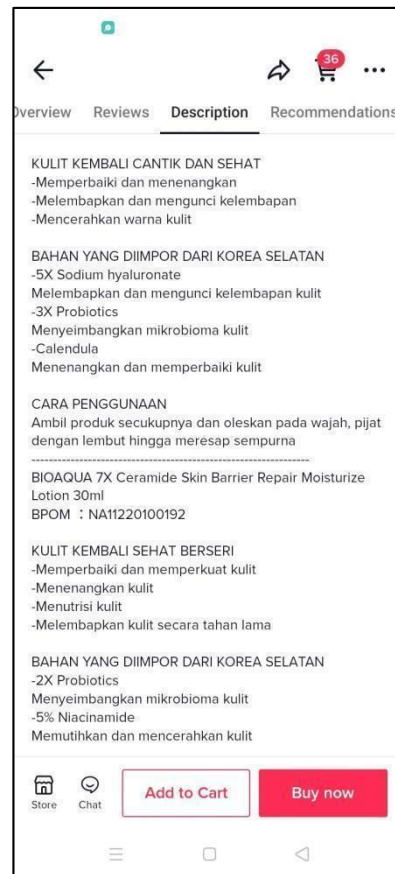 36
Overview Reviews Description Recommendations
KULIT KEMBALI CANTIK DAN SEHAT
-Memperbaiki dan menenangkan
-Melembapkan dan mengunci kelembapan
-Mencerahkan warna kulit
BAHAN YANG DIIMPOR DARI KOREA SELATAN
-5X Sodium hyaluronate
Melembapkan dan mengunci kelembapan kulit
-3X Probiotics
Menyeimbangkan mikrobioma kulit
-Calendula
Menenangkan dan memperbaiki kulit
CARA PENGGUNAAN
Ambil produk secukupnya dan oleskan pada wajah, pijat
dengan lembut hingga meresap sempurna
----------------------------------------------------------------
BIOAQUA 7X Ceramide Skin Barrier Repair Moisturize
Lotion 30ml
BPOM : NA11220100192
KULIT KEMBALI SEHAT BERSERI
-Memperbaiki dan memperkuat kulit
-Menenangkan kulit
-Menutrisi kulit
-Melembapkan kulit secara tahan lama
BAHAN YANG DIIMPOR DARI KOREA SELATAN
-2X Probiotics
Menyeimbangkan mikrobioma kulit
-5% Niacinamide
Memutihkan dan mencerahkan kulit
Store Chat Add to Cart Buy now